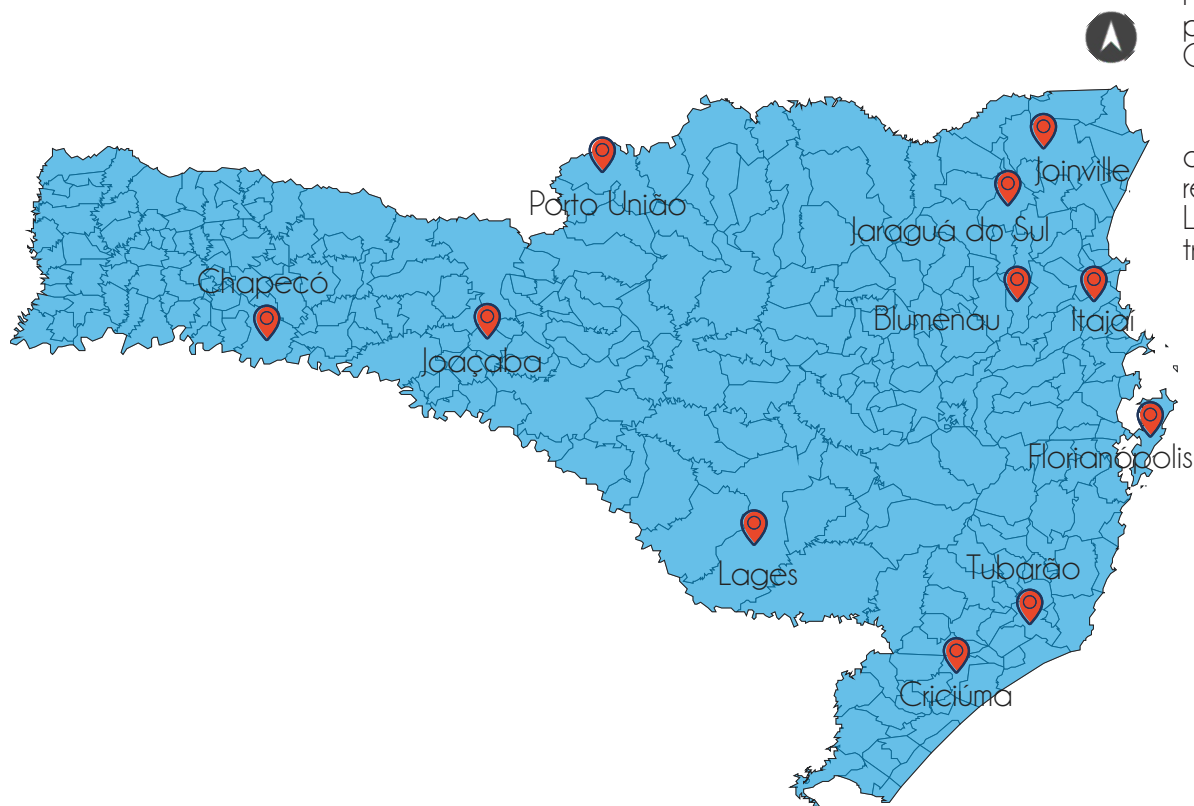 Joinville
Porto União
Jaraguá do Sul
Chapecó
Blumenau
Itajaí
Joaçaba
Florianópolis
Tubarão
Lages
Criciúma